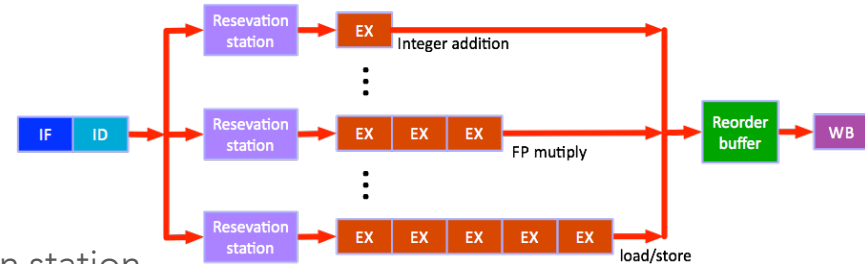 Resevation
station
EX
Integer addition
IF
ID
Resevation
station
EX
EX
EX
FP mutiply
Reorder
buffer
WB
Resevation
station
EX
EX
EX
EX
EX
load/store
n station